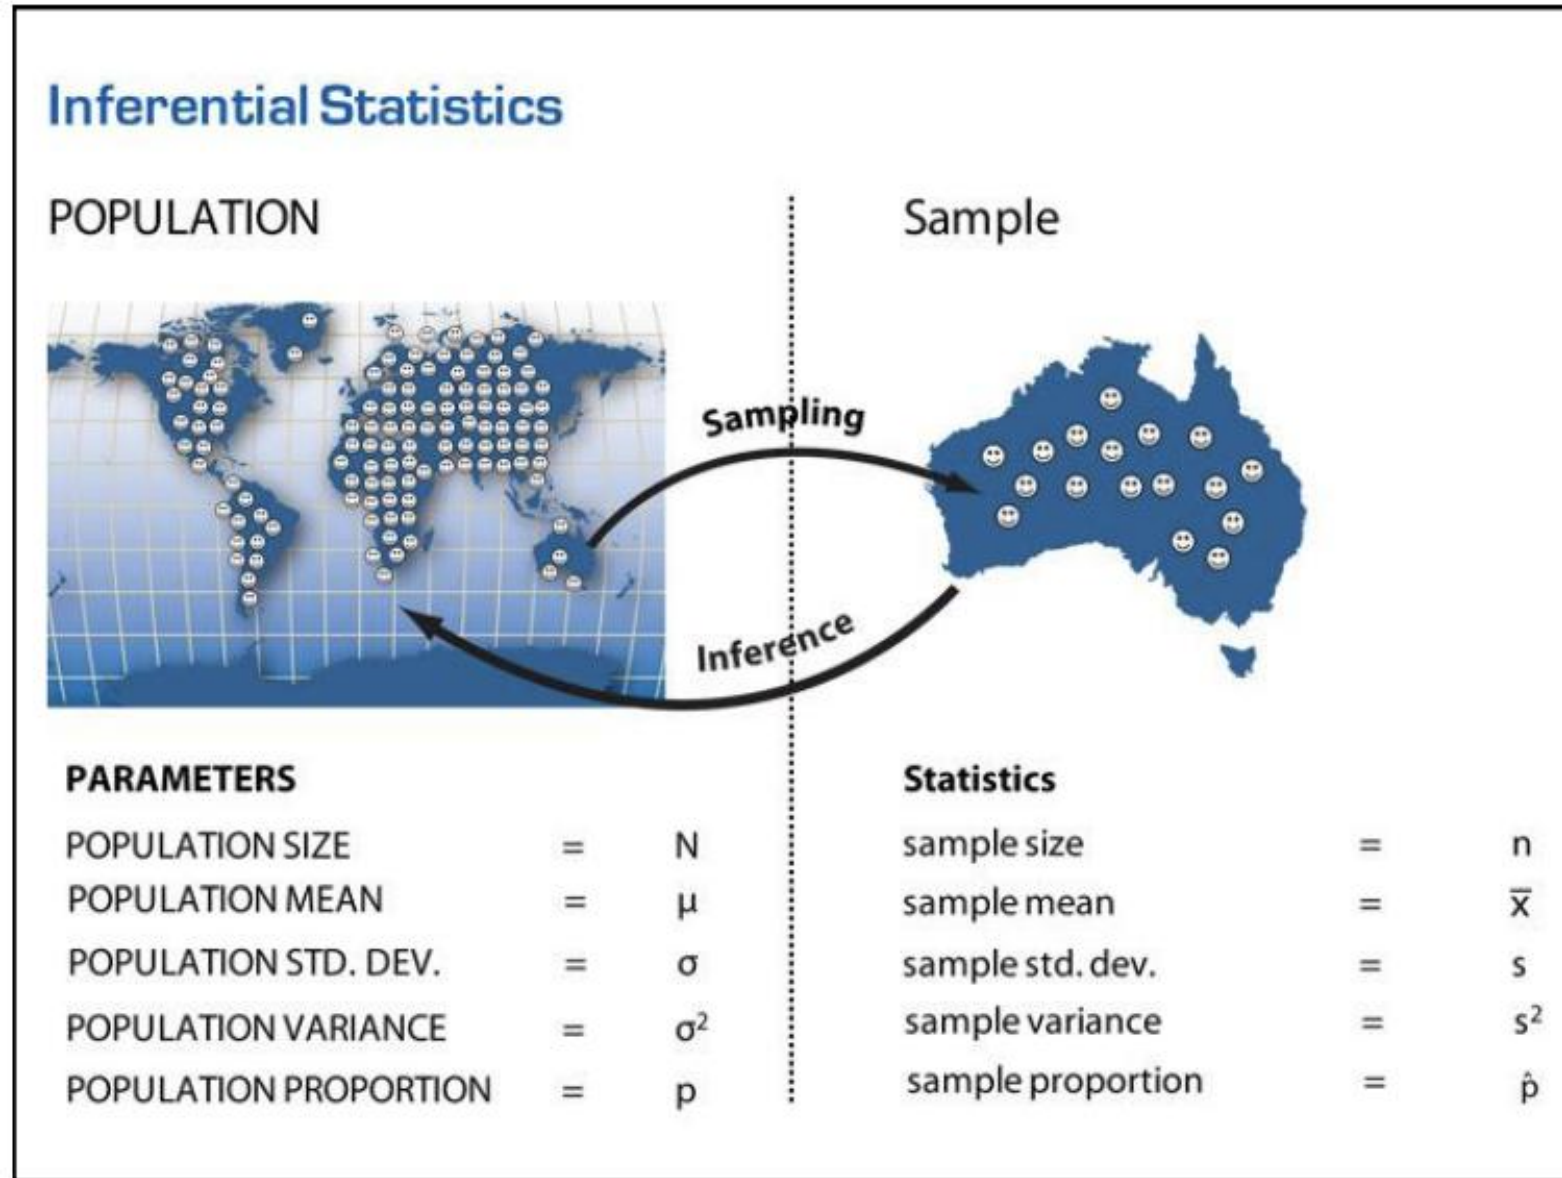 Inferential Statistics
POPULATION
Sample
Sampling
Inference
PARAMETERS
POPULATION SIZE = N
POPULATION MEAN = μ
POPULATION STD. DEV. = σ
POPULATION VARIANCE = σ²
POPULATION PROPORTION = p
Statistics
sample size = n
sample mean = x̅
sample std. dev. = s
sample variance = s²
sample proportion = p̂